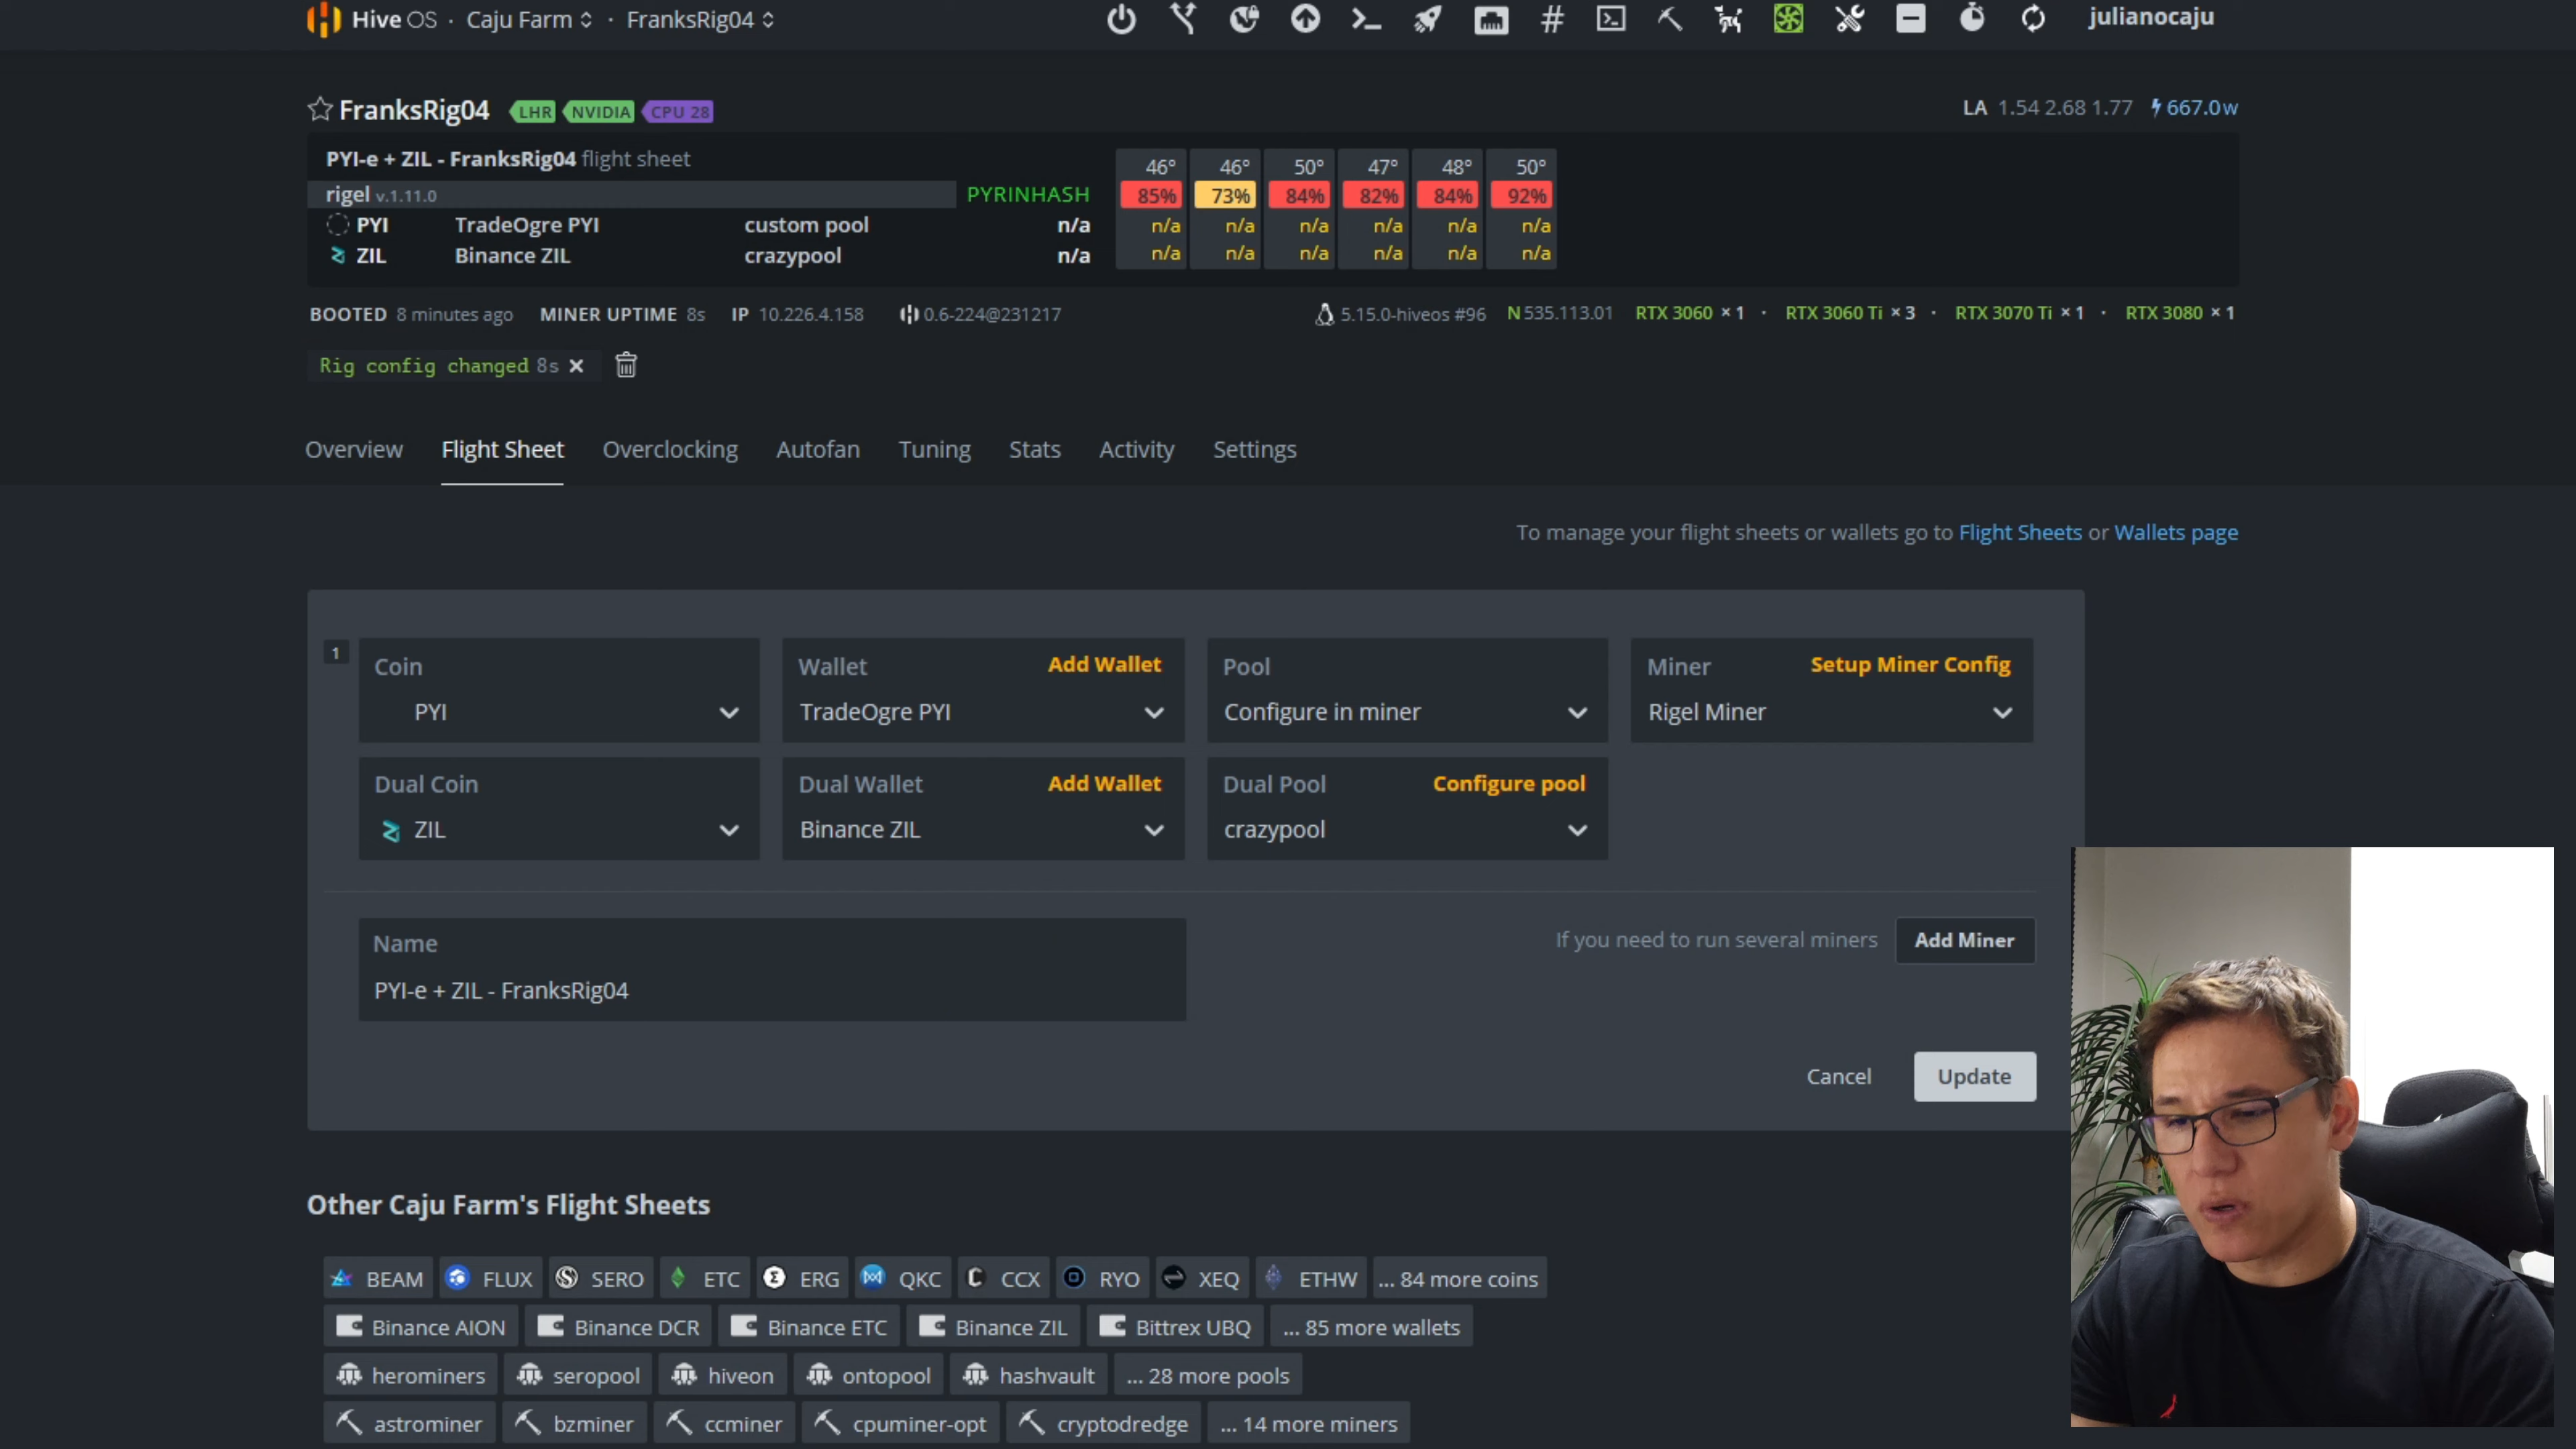 Hive OS · Caju Farm · FranksRig04 julianocaju
FranksRig04 LHR NVIDIA CPU 28 LA 1.54 2.68 1.77 667.0 W
PYI-e + ZIL - FranksRig04 flight sheet 46° 46° 50° 47° 48° 50°
rigel v.1.11.0 PYRINHASH 85% 73% 84% 82% 84% 92%
PYI TradeOgre PYI custom pool n/a n/a n/a n/a n/a n/a n/a
ZIL Binance ZIL crazypool n/a n/a n/a n/a n/a n/a n/a
BOOTED 8 minutes ago MINER UPTIME 8s IP 10.226.4.158 0.6-224@231217 5.15.0-hiveos #96 N 535.113.01 RTX 3060 × 1 · RTX 3060 Ti × 3 · RTX 3070 Ti × 1 · RTX 3080 × 1
Rig config changed 8s ×
Overview Flight Sheet Overclocking Autofan Tuning Stats Activity Settings
To manage your flight sheets or wallets go to Flight Sheets or Wallets page
1 Coin Wallet Add Wallet Pool Miner Setup Miner Config
PYI TradeOgre PYI Configure in miner Rigel Miner
Dual Coin Dual Wallet Add Wallet Dual Pool Configure pool
ZIL Binance ZIL crazypool
Name If you need to run several miners Add Miner
PYI-e + ZIL - FranksRig04
Cancel Update
Other Caju Farm's Flight Sheets
BEAM FLUX SERO ETC ERG QKC CCX RYO XEQ ETHW ... 84 more coins
Binance AION Binance DCR Binance ETC Binance ZIL Bittrex UBQ ... 85 more wallets
herominers seropool hiveon ontopool hashvault ... 28 more pools
astrominer bzminer ccminer cpuminer-opt cryptodredge ... 14 more miners